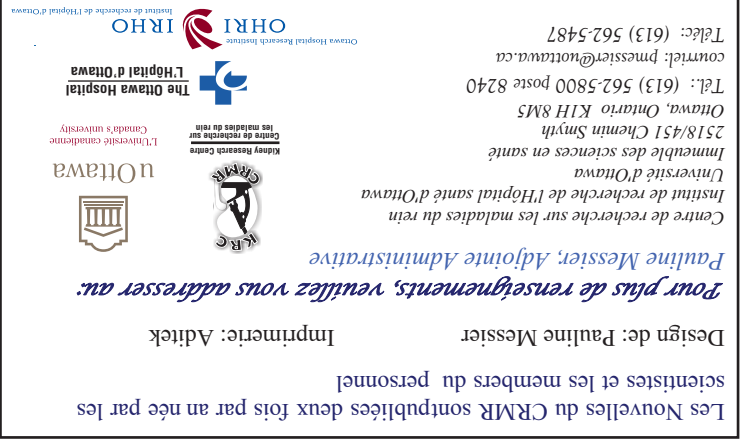 Les Nouvelles du CRMR sontpubliées deux fois par an née par les
scientistes et les members du personnel
Design de: Pauline Messier
Imprimerie: Aditek
Pour plus de renseignements, veuillez vous addresser au:
Pauline Messier, Adjointe Administrative
Centre de recherche sur les maladies du rein
Institut de recherche de l'Hôpital santé d'Ottawa
Université d'Ottawa
Immeuble des sciences en santé
2518/451 Chemin Smyth
Ottawa, Ontario K1H 8M5
Tél.: (613) 562-5800 poste 8240
courriel: pmessier@uottawa.ca
Téléc: (613) 562-5487
KRC
CRMR
Kidney Research Centre
Centre de recherche sur
les maladies du rein
uOttawa
L'Université canadienne
Canada's university
The Ottawa Hospital
L'Hôpital d'Ottawa
Ottawa Hospital Research Institute
OHRI IRHO
Institut de recherche de l'Hôpital d'Ottawa